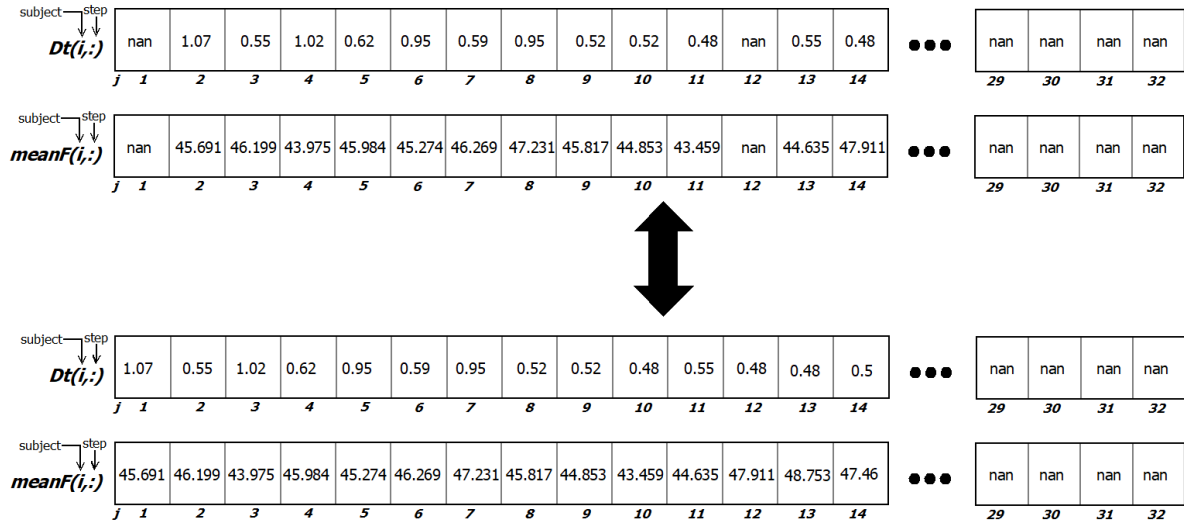 subject step
Dt(i,:) nan 1.07 0.55 1.02 0.62 0.95 0.59 0.95 0.52 0.52 0.48 nan 0.55 0.48 ●●● nan nan nan nan
j 1 2 3 4 5 6 7 8 9 10 11 12 13 14 29 30 31 32
subject step
meanF(i,:) nan 45.691 46.199 43.975 45.984 45.274 46.269 47.231 45.817 44.853 43.459 nan 44.635 47.911 ●●● nan nan nan nan
j 1 2 3 4 5 6 7 8 9 10 11 12 13 14 29 30 31 32
subject step
Dt(i,:) 1.07 0.55 1.02 0.62 0.95 0.59 0.95 0.52 0.52 0.48 0.55 0.48 0.48 0.5 ●●● nan nan nan nan
j 1 2 3 4 5 6 7 8 9 10 11 12 13 14 29 30 31 32
subject step
meanF(i,:) 45.691 46.199 43.975 45.984 45.274 46.269 47.231 45.817 44.853 43.459 44.635 47.911 48.753 47.46 ●●● nan nan nan nan
j 1 2 3 4 5 6 7 8 9 10 11 12 13 14 29 30 31 32